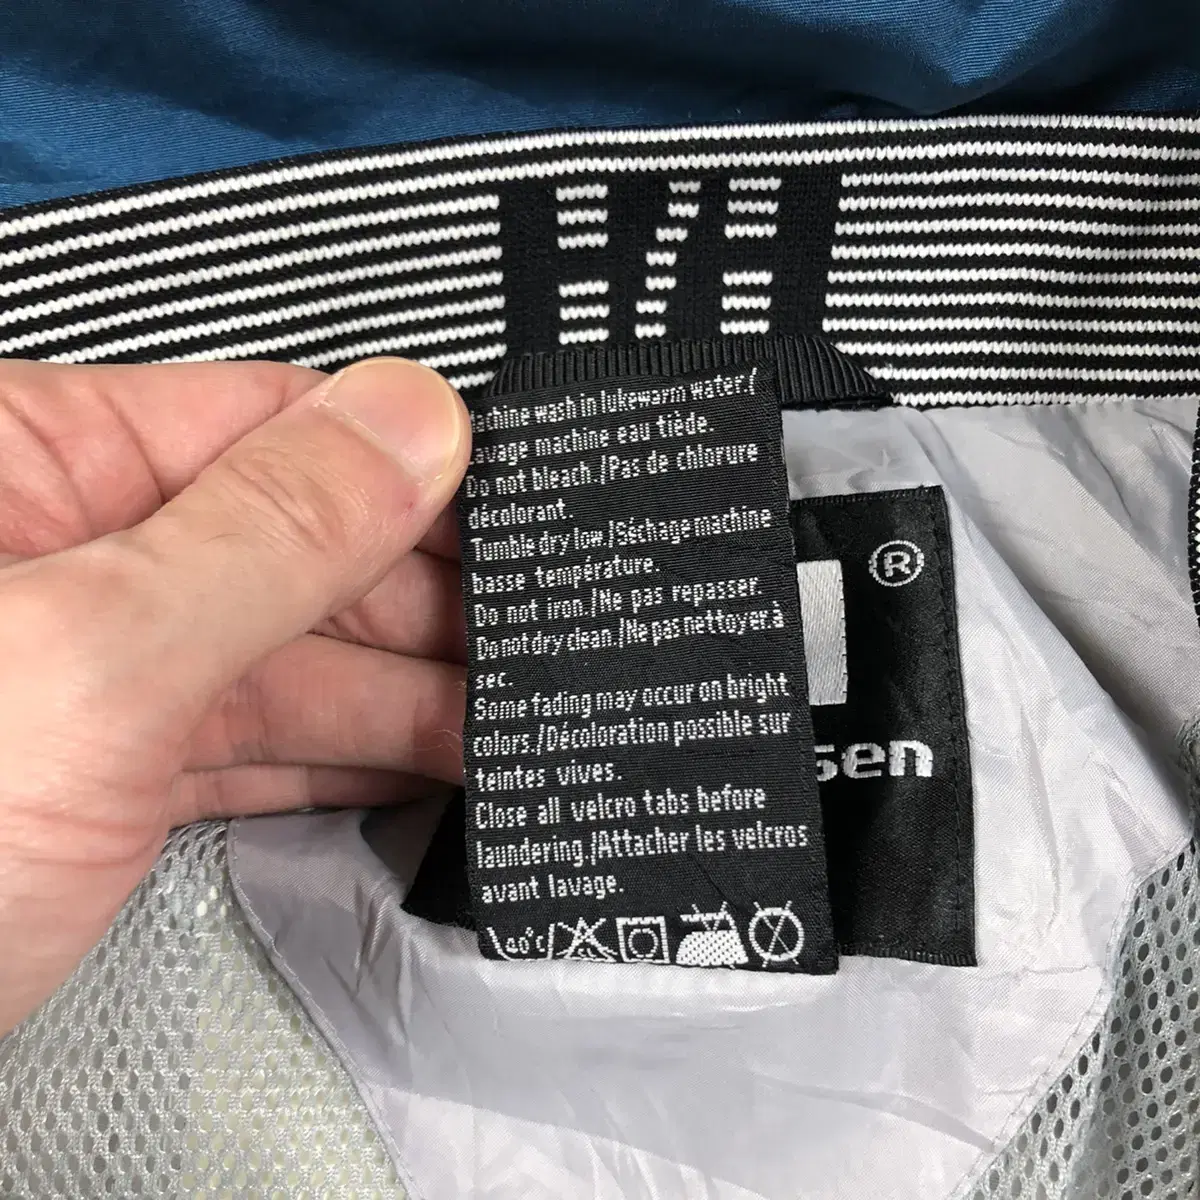 H/H
achine wash in lukewarm water./
Lavage machine eau tiède.
Do not bleach./Pas de chlorure
décolorant.
Tumble dry low./Séchage machine
basse température.
Do not iron./Ne pas repasser.
Do not dry clean./Ne pas nettoyer à
sec.
Some fading may occur on bright
colors./Décoloration possible sur
teintes vives.
Close all velcro tabs before
laundering./Attacher les velcros
avant lavage.
40°C
®
sen